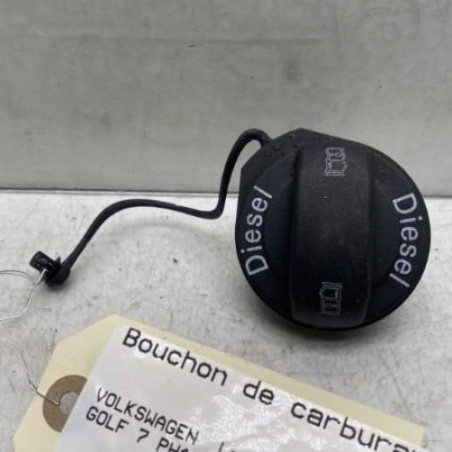 Diesel
Diesel
Bouchon de carbura
VOLKSWAGEN
GOLF 7 PHA